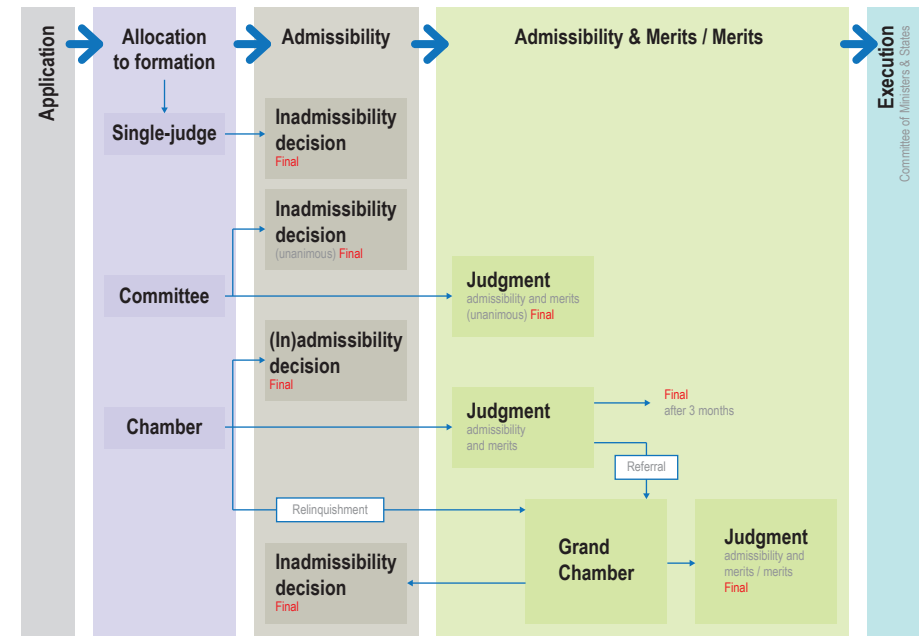 Application
Allocation
to formation
Admissibility
Admissibility & Merits / Merits
Execution
Committee of Ministers & States
Single-judge
Inadmissibility
decision
Final
Inadmissibility
decision
(unanimous) Final
Committee
Judgment
admissibility and merits
(unanimous) Final
(In)admissibility
decision
Final
Chamber
Judgment
admissibility
and merits
Final
after 3 months
Referral
Relinquishment
Grand
Chamber
Judgment
admissibility and
merits / merits
Final
Inadmissibility
decision
Final